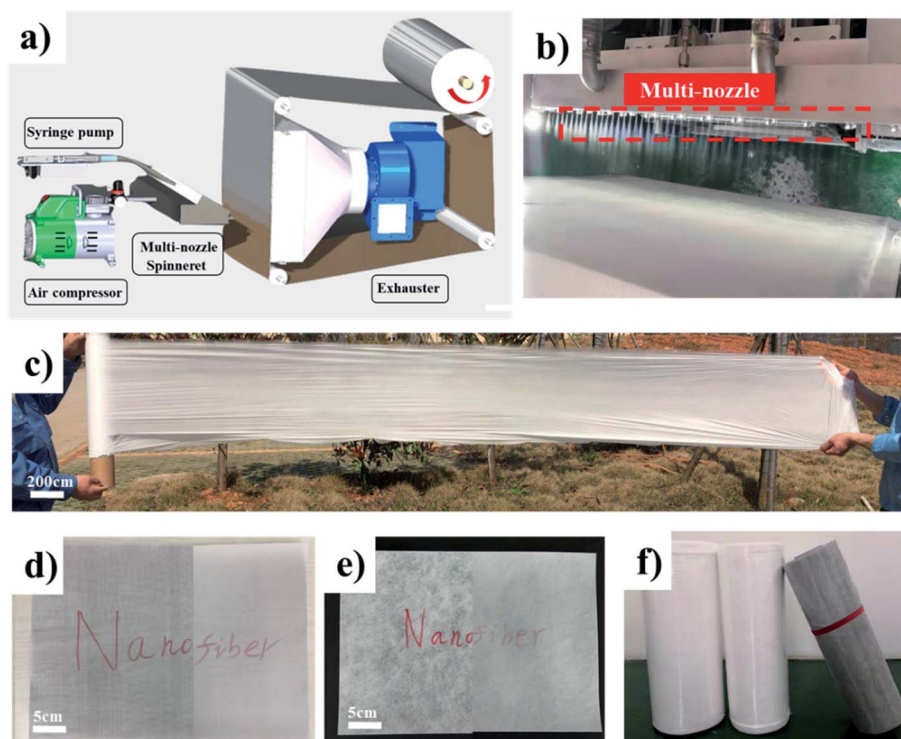 a)
Syringe pump
Multi-nozzle
Spinneret
Air compressor
Exhauster
b)
Multi-nozzle
c)
200cm
d)
Nanofiber
5cm
e)
Nanofiber
5cm
f)